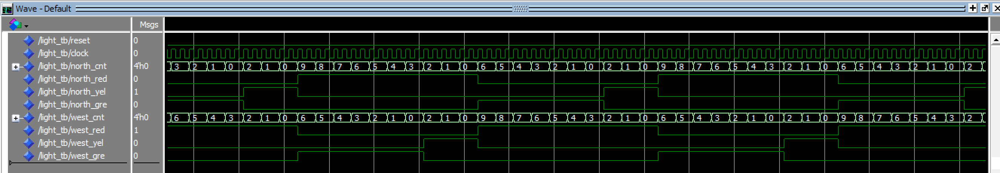 Wave - Default
Msgs
/light_tb/reset 0
/light_tb/clock 0
/light_tb/north_cnt 4'h0 3 2 1 0 2 1 0 9 8 7 6 5 4 3 2 1 0 6 5 4 3 2 1 0 2 1 0 9 8 7 6 5 4 3 2 1 0 6 5 4 3 2 1 0 2
/light_tb/north_red 0
/light_tb/north_yel 1
/light_tb/north_gre 0
/light_tb/west_cnt 4'h0 6 5 4 3 2 1 0 6 5 4 3 2 1 0 2 1 0 9 8 7 6 5 4 3 2 1 0 6 5 4 3 2 1 0 2 1 0 9 8 7 6 5 4 3 2
/light_tb/west_red 1
/light_tb/west_yel 0
/light_tb/west_gre 0